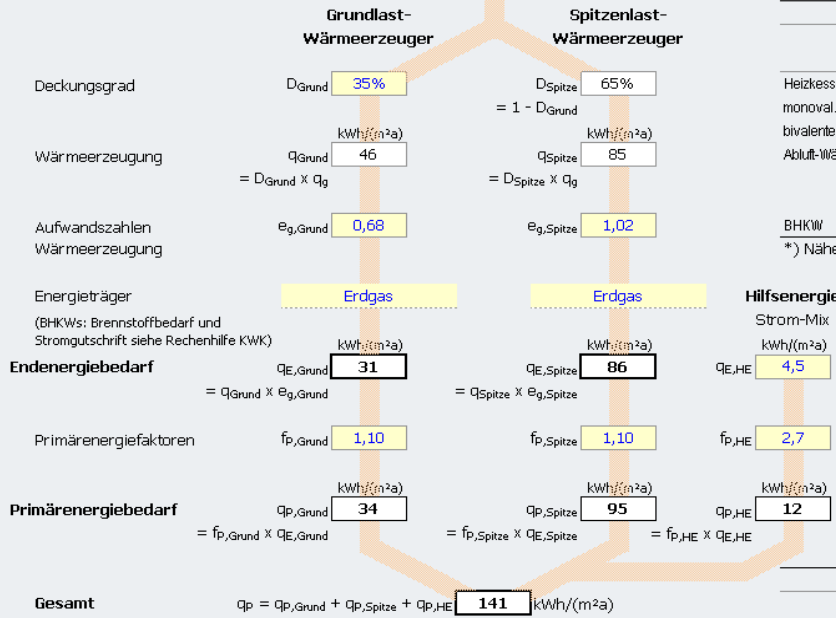 Grundlast-
Wärmeerzeuger
Spitzenlast-
Wärmeerzeuger
Deckungsgrad DGrund 35% DSpitze 65%
= 1 - DGrund
kWh/(m²a) kWh/(m²a)
Wärmeerzeugung qGrund 46 qSpitze 85
= DGrund x qg = DSpitze x qg
Aufwandszahlen eg,Grund 0,68 eg,Spitze 1,02
Wärmeerzeugung
Energieträger Erdgas Erdgas
(BHKWs: Brennstoffbedarf und
Stromgutschrift siehe Rechenhilfe KWK)
kWh/(m²a) kWh/(m²a)
Endenergiebedarf qE,Grund 31 qE,Spitze 86
= qGrund x eg,Grund = qSpitze x eg,Spitze
Primärenergiefaktoren fP,Grund 1,10 fP,Spitze 1,10
kWh/(m²a) kWh/(m²a)
Primärenergiebedarf qP,Grund 34 qP,Spitze 95
= fP,Grund x qE,Grund = fP,Spitze x qE,Spitze
Heizkess
monoval.
bivalente
Abluft-Wä
BHKW
*) Nähe
Hilfsenergie
Strom-Mix
kWh/(m²a)
qE,HE 4,5
fP,HE 2,7
kWh/(m²a)
qP,HE 12
= fP,HE x qE,HE
Gesamt qP = qP,Grund + qP,Spitze + qP,HE 141 kWh/(m²a)